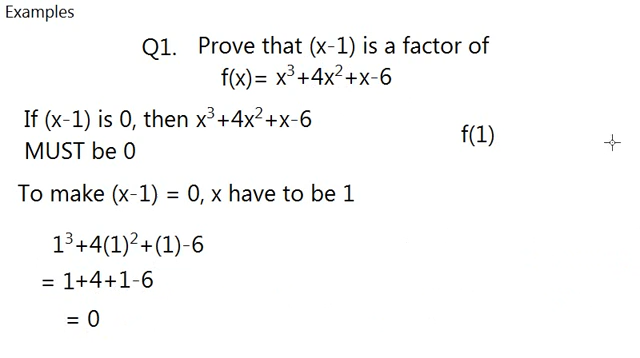 Examples
Q1. Prove that (x-1) is a factor of
f(x)= x³+4x²+x-6
If (x-1) is 0, then x³+4x²+x-6
MUST be 0
f(1)
To make (x-1) = 0, x have to be 1
1³+4(1)²+(1)-6
= 1+4+1-6
= 0